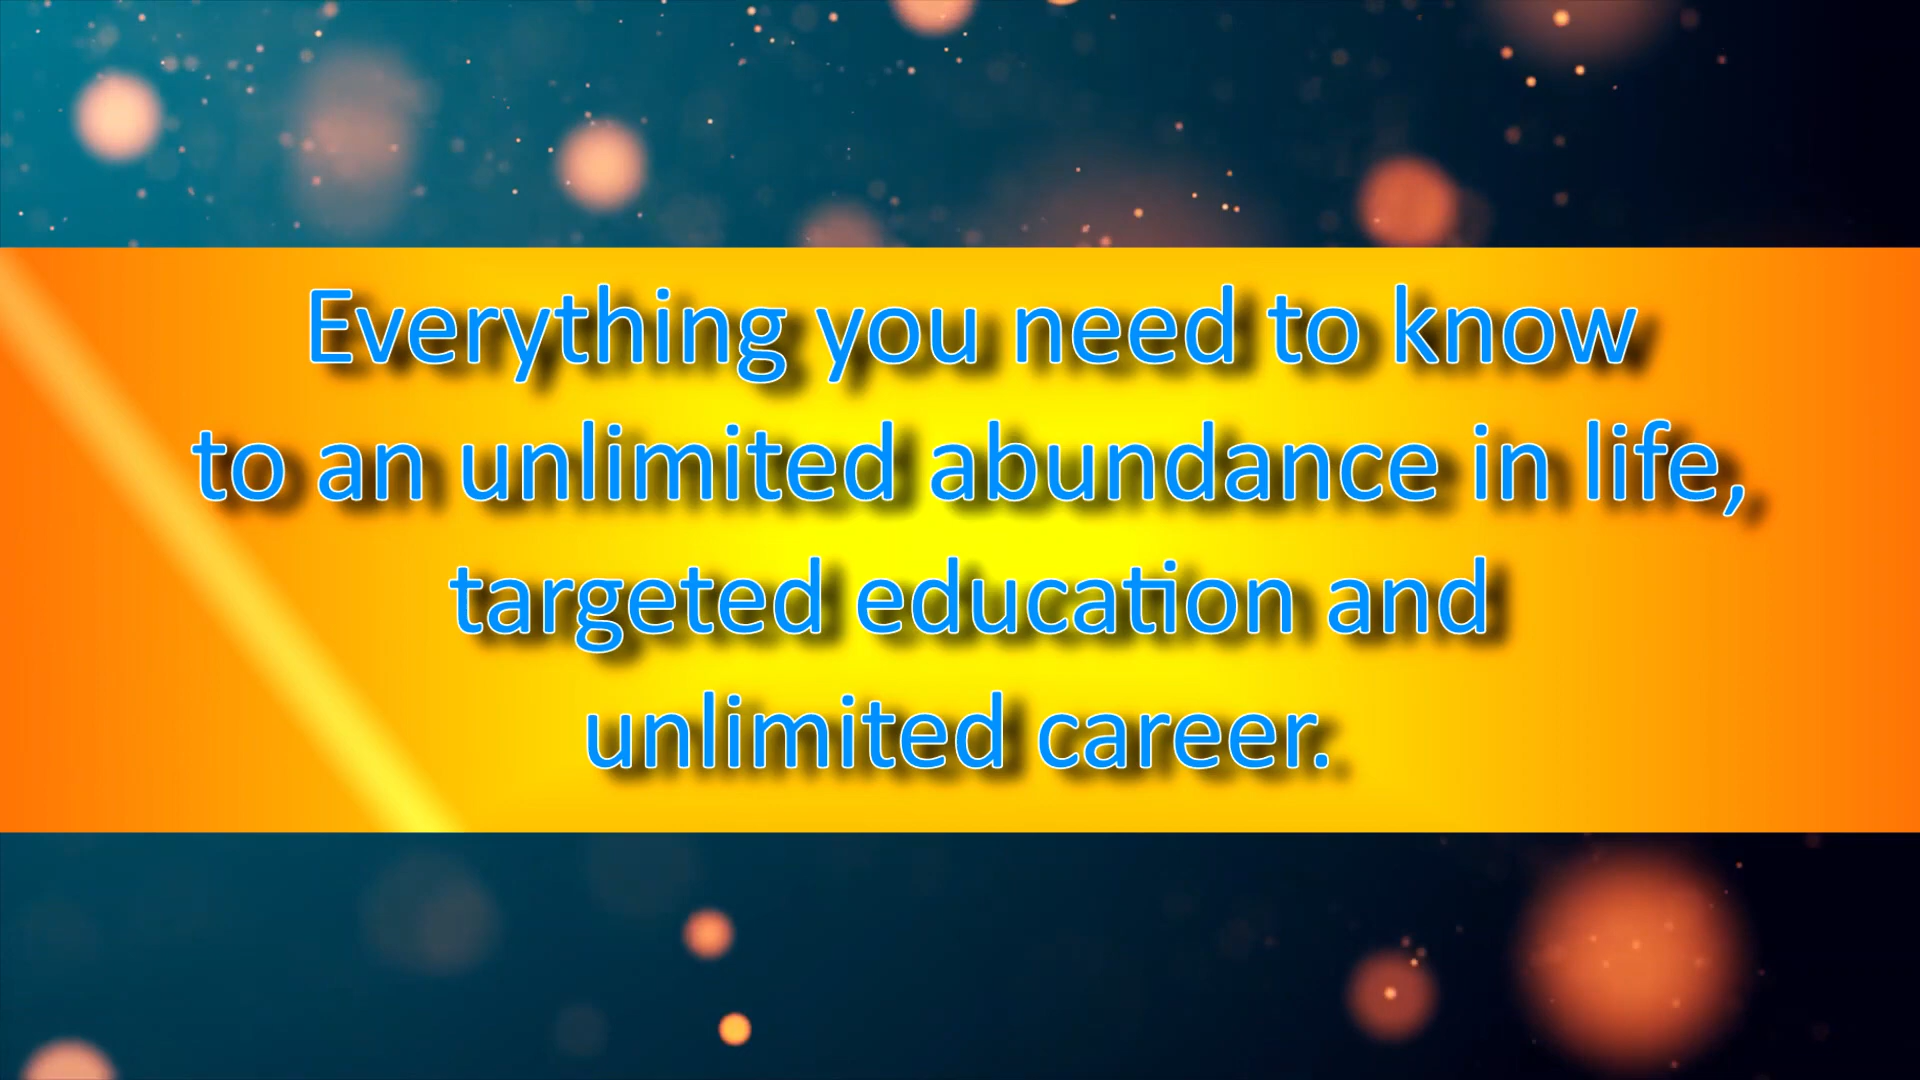 Everything you need to know
to an unlimited abundance in life,
targeted education and
unlimited career.